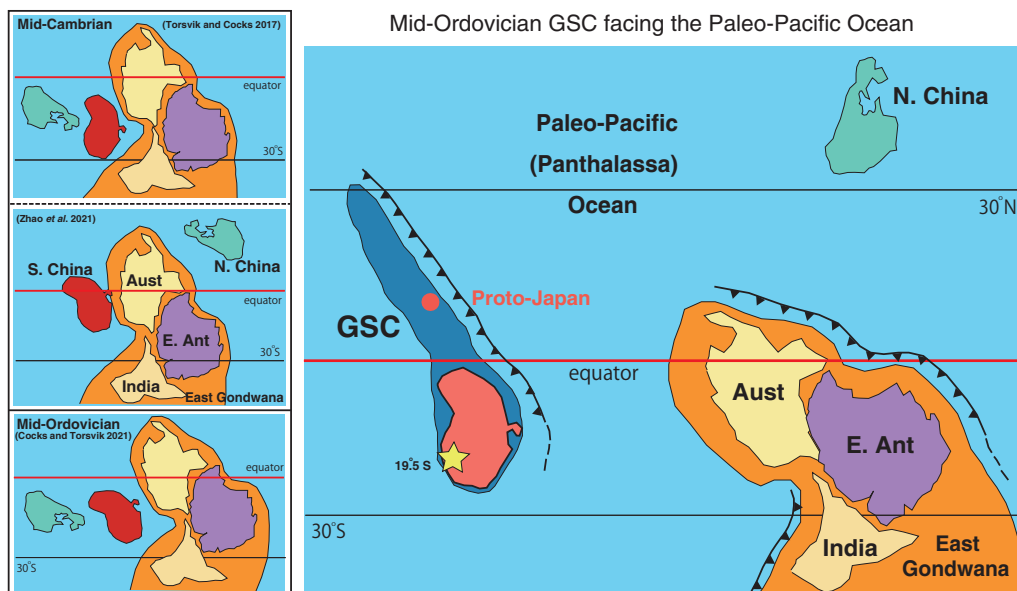 Mid-Ordovician GSC facing the Paleo-Pacific Ocean
Mid-Cambrian
(Torsvik and Cocks 2017)
equator
30°S
(Zhao et al. 2021)
S. China
N. China
Aust
equator
E. Ant
30°S
India
East Gondwana
Mid-Ordovician
(Cocks and Torsvik 2021)
equator
30°S
N. China
Paleo-Pacific
(Panthalassa)
Ocean
30°N
Proto-Japan
GSC
equator
Aust
E. Ant
19°.5 S
30°S
India
East
Gondwana